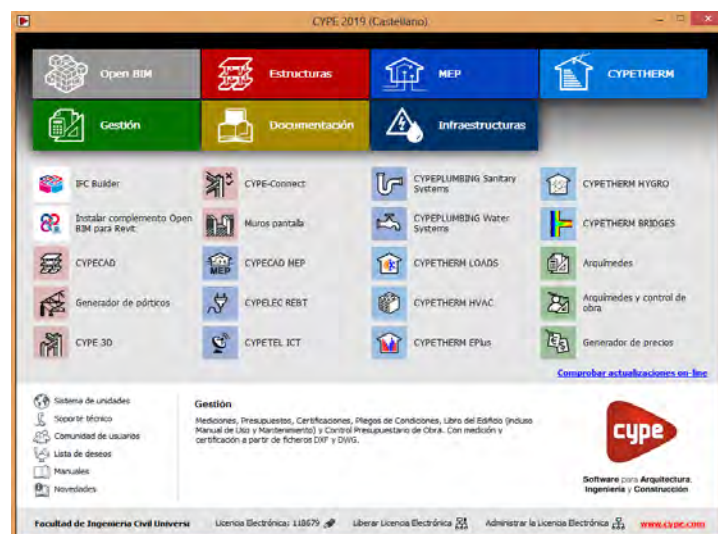 CYPE 2019 (Castellano)
Open BIM
Estructuras
MEP
CYPETHERM
Gestión
Documentación
Infraestructuras
IFC Builder
CYPE-Connect
CYPEPLUMBING Sanitary
Systems
CYPETHERM HYGRO
Instalar complemento Open
BIM para Revit
Muros pantalla
CYPEPLUMBING Water
Systems
CYPETHERM BRIDGES
CYPECAD
MEP
CYPECAD MEP
CYPETHERM LOADS
Arquímedes
Generador de pórticos
CYPELEC REBT
CYPETHERM HVAC
Arquímedes y control de
obra
CYPE 3D
CYPETEL ICT
CYPETHERM EPlus
Generador de precios
Comprobar actualizaciones on-line
Sistema de unidades
Soporte técnico
Comunidad de usuarios
Lista de deseos
Manuales
Novedades
Gestión
Mediciones, Presupuestos, Certificaciones, Pliegos de Condiciones, Libro del Edificio (incluso
Manual de Uso y Mantenimiento) y Control Presupuestario de Obra. Con medición y
certificación a partir de ficheros DXF y DWG.
cype
Software para Arquitectura,
Ingeniería y Construcción
Facultad de Ingeniería Civil Universi
Licencia Electrónica: 118679
Liberar Licencia Electrónica
Administrar la Licencia Electrónica
www.cype.com